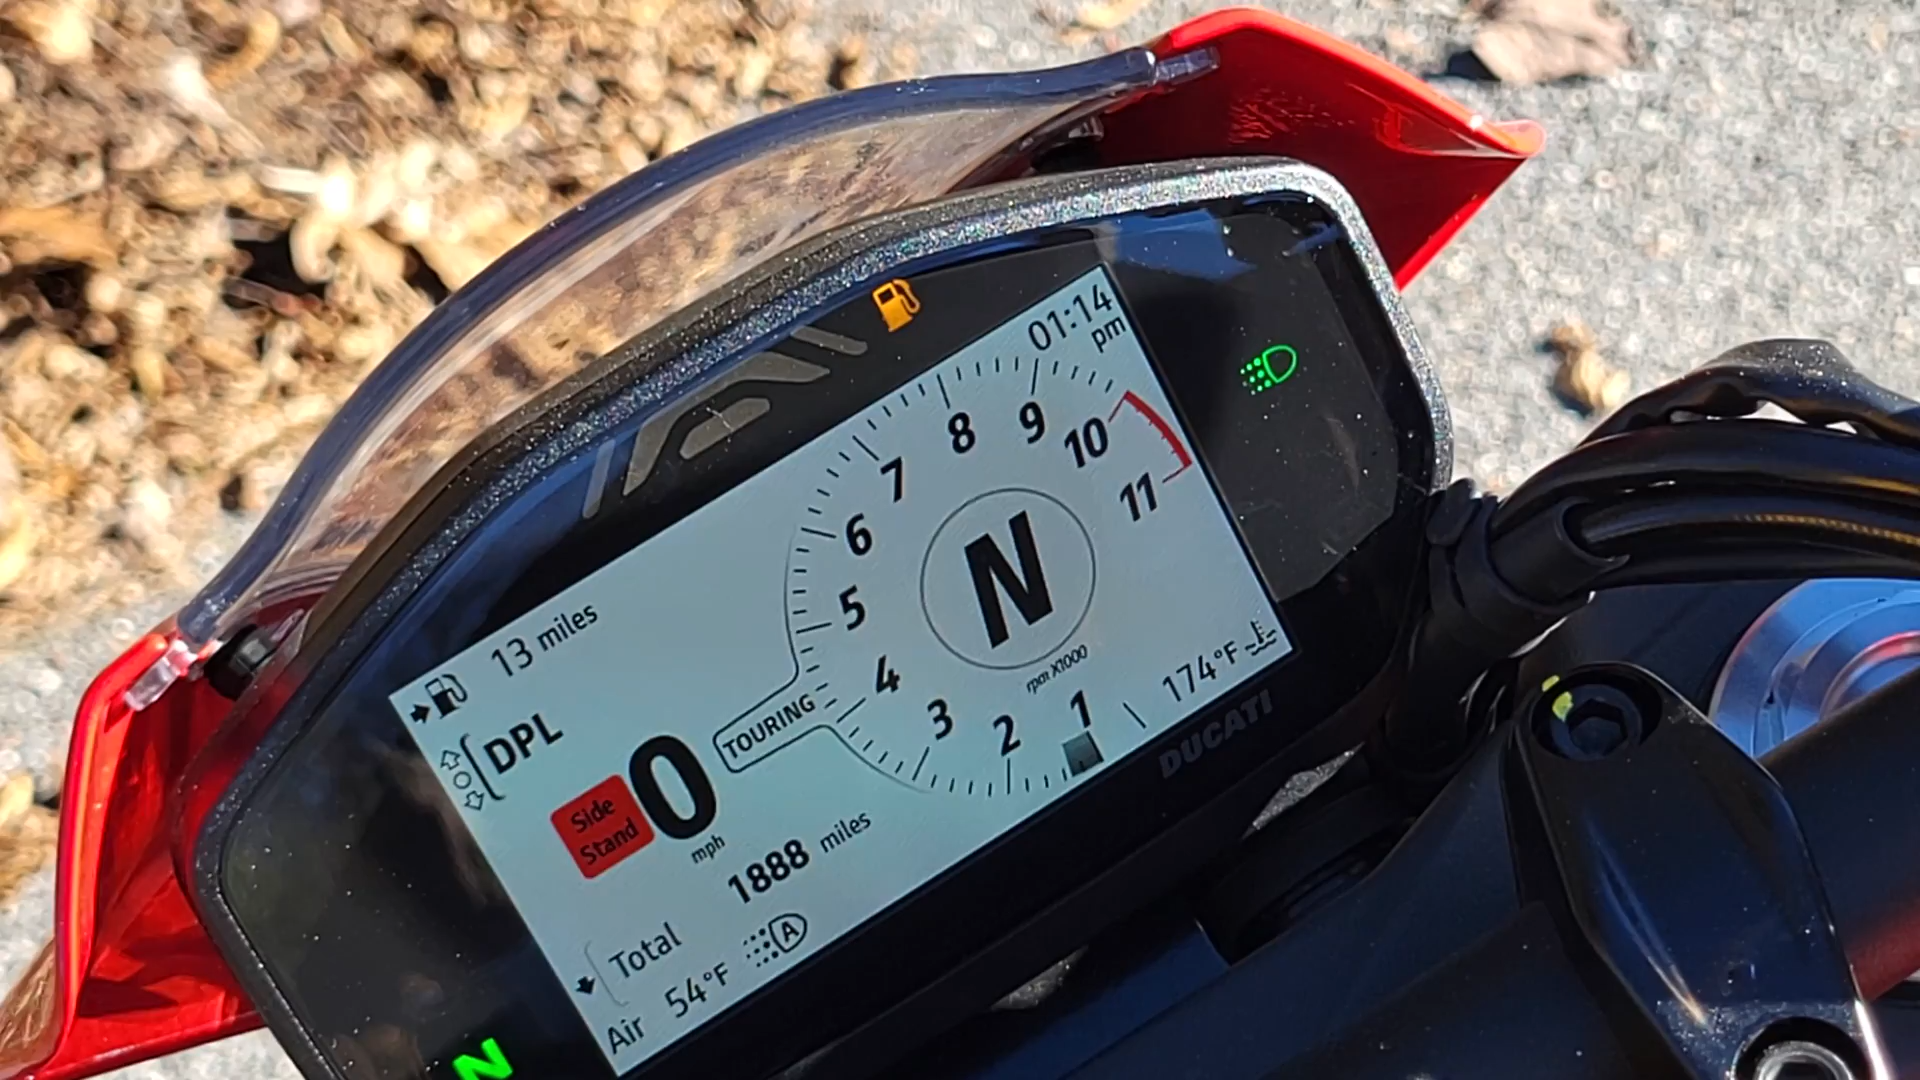 01:14
pm
13 miles
DPL
TOURING
Side
Stand
0
mph
1888 miles
Total
Air 54°F
A
N
1
2
3
4
5
6
7
8
9
10
11
rpm X1000
174°F
DUCATI
N